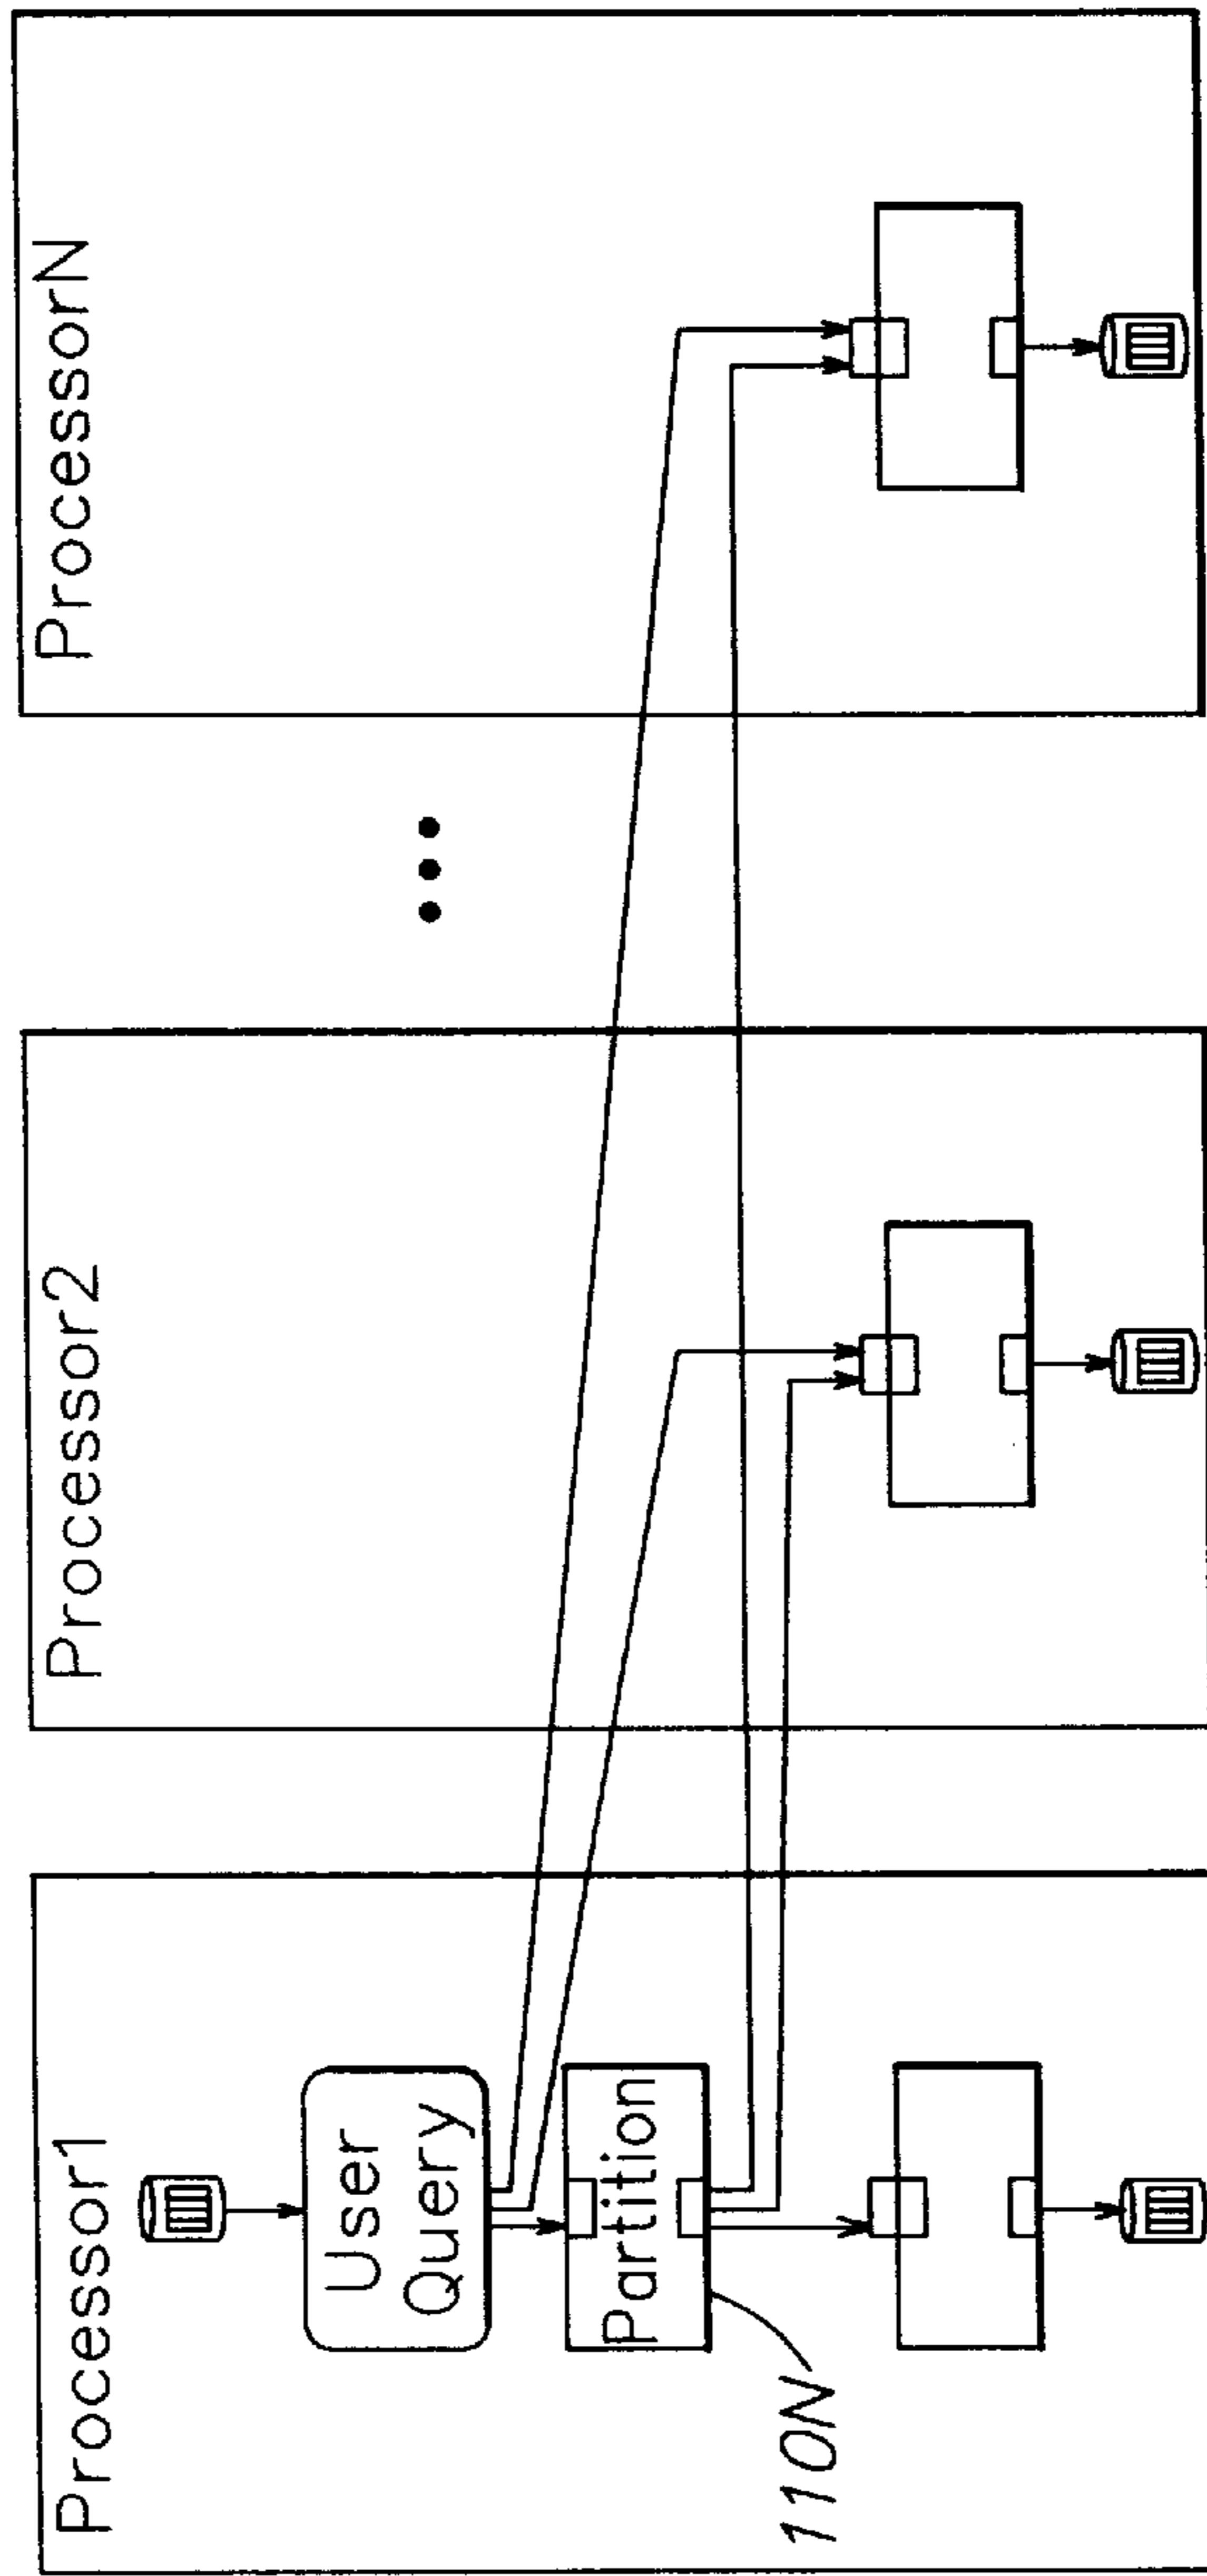 Processor1
User
Query
Partition
110N
Processor2
ProcessorN